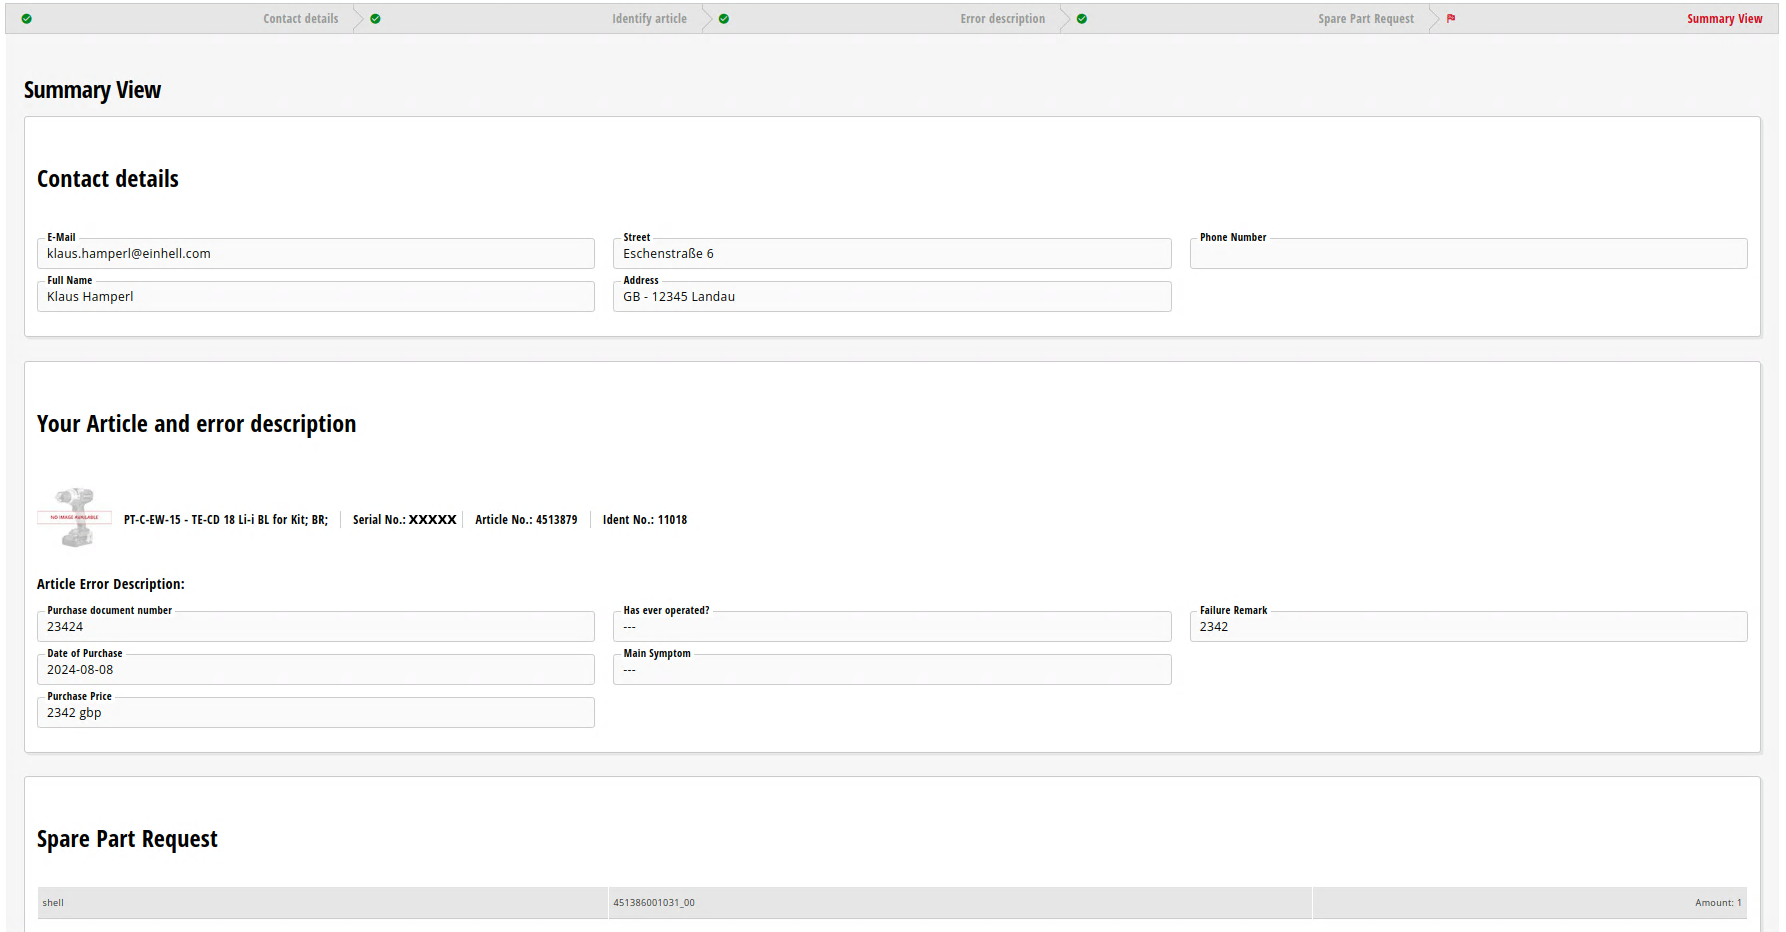 Contact details
Identify article
Error description
Spare Part Request
Summary View
Summary View
Contact details
E-Mail
klaus.hamperl@einhell.com
Street
Eschenstraße 6
Phone Number
Full Name
Klaus Hamperl
Address
GB - 12345 Landau
Your Article and error description
NO IMAGE AVAILABLE
PT-C-EW-15 - TE-CD 18 Li-i BL for Kit; BR;
Serial No.: XXXXX
Article No.: 4513879
Ident No.: 11018
Article Error Description:
Purchase document number
23424
Has ever operated?
---
Failure Remark
2342
Date of Purchase
2024-08-08
Main Symptom
---
Purchase Price
2342 gbp
Spare Part Request
shell
451386001031_00
Amount: 1